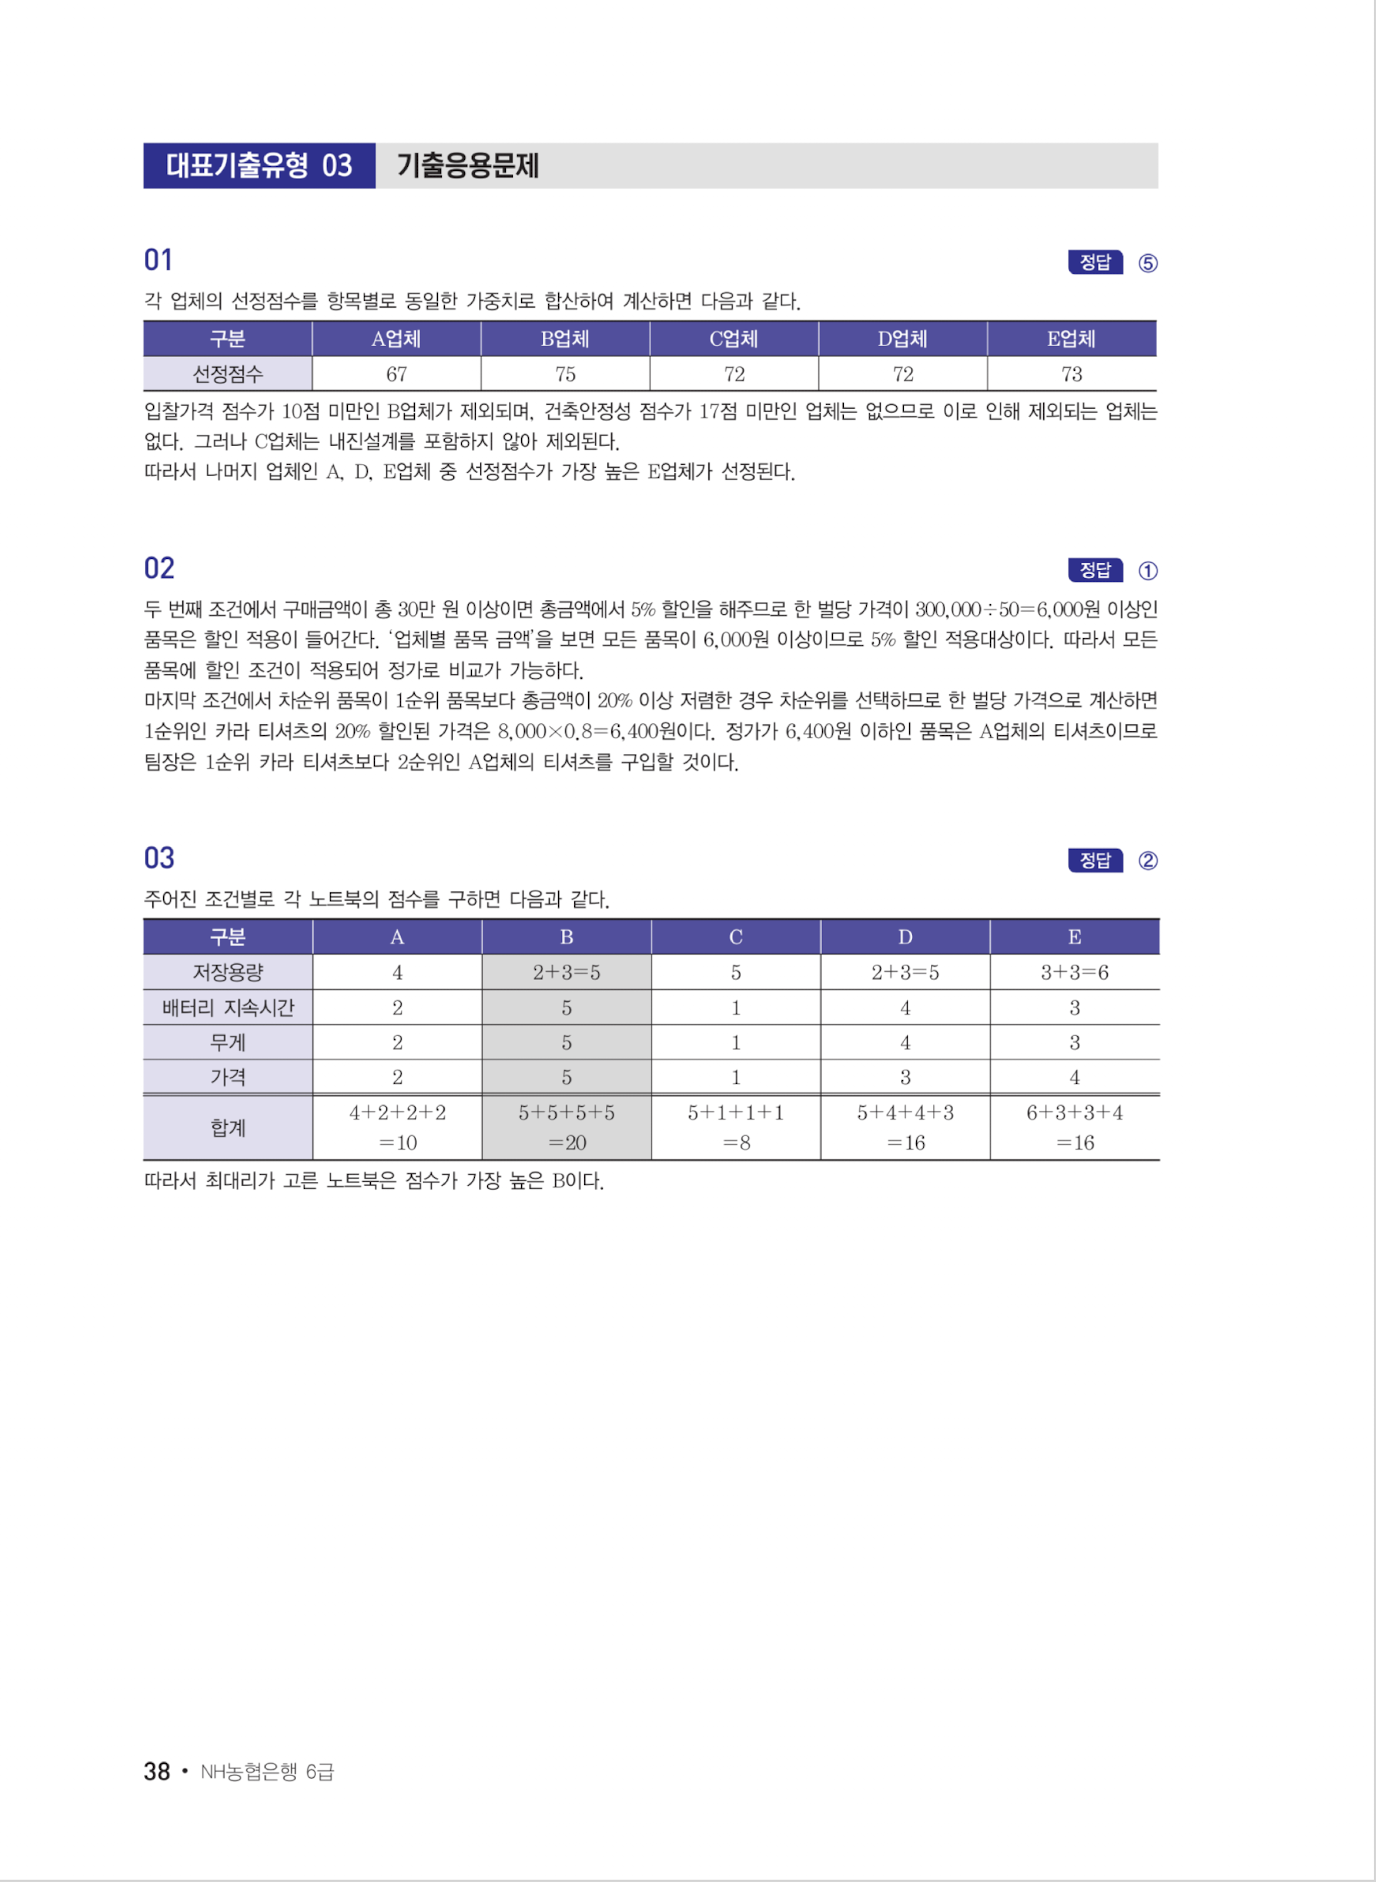 대표기출유형 03 기출응용문제
01 정답 ⑤
각 업체의 선정점수를 항목별로 동일한 가중치로 합산하여 계산하면 다음과 같다.
구분 A업체 B업체 C업체 D업체 E업체
선정점수 67 75 72 72 73
입찰가격 점수가 10점 미만인 B업체가 제외되며, 건축안정성 점수가 17점 미만인 업체는 없으므로 이로 인해 제외되는 업체는
없다. 그러나 C업체는 내진설계를 포함하지 않아 제외된다.
따라서 나머지 업체인 A, D, E업체 중 선정점수가 가장 높은 E업체가 선정된다.
02 정답 ①
두 번째 조건에서 구매금액이 총 30만 원 이상이면 총금액에서 5% 할인을 해주므로 한 벌당 가격이 300,000÷50=6,000원 이상인
품목은 할인 적용이 들어간다. ‘업체별 품목 금액’을 보면 모든 품목이 6,000원 이상이므로 5% 할인 적용대상이다. 따라서 모든
품목에 할인 조건이 적용되어 정가로 비교가 가능하다.
마지막 조건에서 차순위 품목이 1순위 품목보다 총금액이 20% 이상 저렴한 경우 차순위를 선택하므로 한 벌당 가격으로 계산하면
1순위인 카라 티셔츠의 20% 할인된 가격은 8,000×0.8=6,400원이다. 정가가 6,400원 이하인 품목은 A업체의 티셔츠이므로
팀장은 1순위 카라 티셔츠보다 2순위인 A업체의 티셔츠를 구입할 것이다.
03 정답 ②
주어진 조건별로 각 노트북의 점수를 구하면 다음과 같다.
구분 A B C D E
저장용량 4 2+3=5 5 2+3=5 3+3=6
배터리 지속시간 2 5 1 4 3
무게 2 5 1 4 3
가격 2 5 1 3 4
합계 4+2+2+2 =10 5+5+5+5 =20 5+1+1+1 =8 5+4+4+3 =16 6+3+3+4 =16
따라서 최대리가 고른 노트북은 점수가 가장 높은 B이다.
38 • NH농협은행 6급